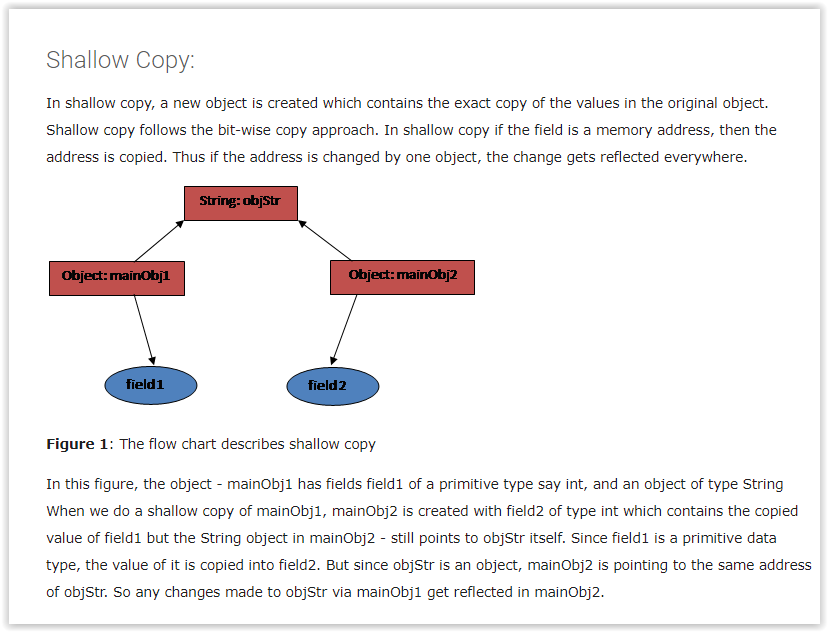 Shallow Copy:
In shallow copy, a new object is created which contains the exact copy of the values in the original object.
Shallow copy follows the bit-wise copy approach. In shallow copy if the field is a memory address, then the
address is copied. Thus if the address is changed by one object, the change gets reflected everywhere.
String: objStr
Object: mainObj1
Object: mainObj2
field1
field2
Figure 1: The flow chart describes shallow copy
In this figure, the object - mainObj1 has fields field1 of a primitive type say int, and an object of type String
When we do a shallow copy of mainObj1, mainObj2 is created with field2 of type int which contains the copied
value of field1 but the String object in mainObj2 - still points to objStr itself. Since field1 is a primitive data
type, the value of it is copied into field2. But since objStr is an object, mainObj2 is pointing to the same address
of objStr. So any changes made to objStr via mainObj1 get reflected in mainObj2.